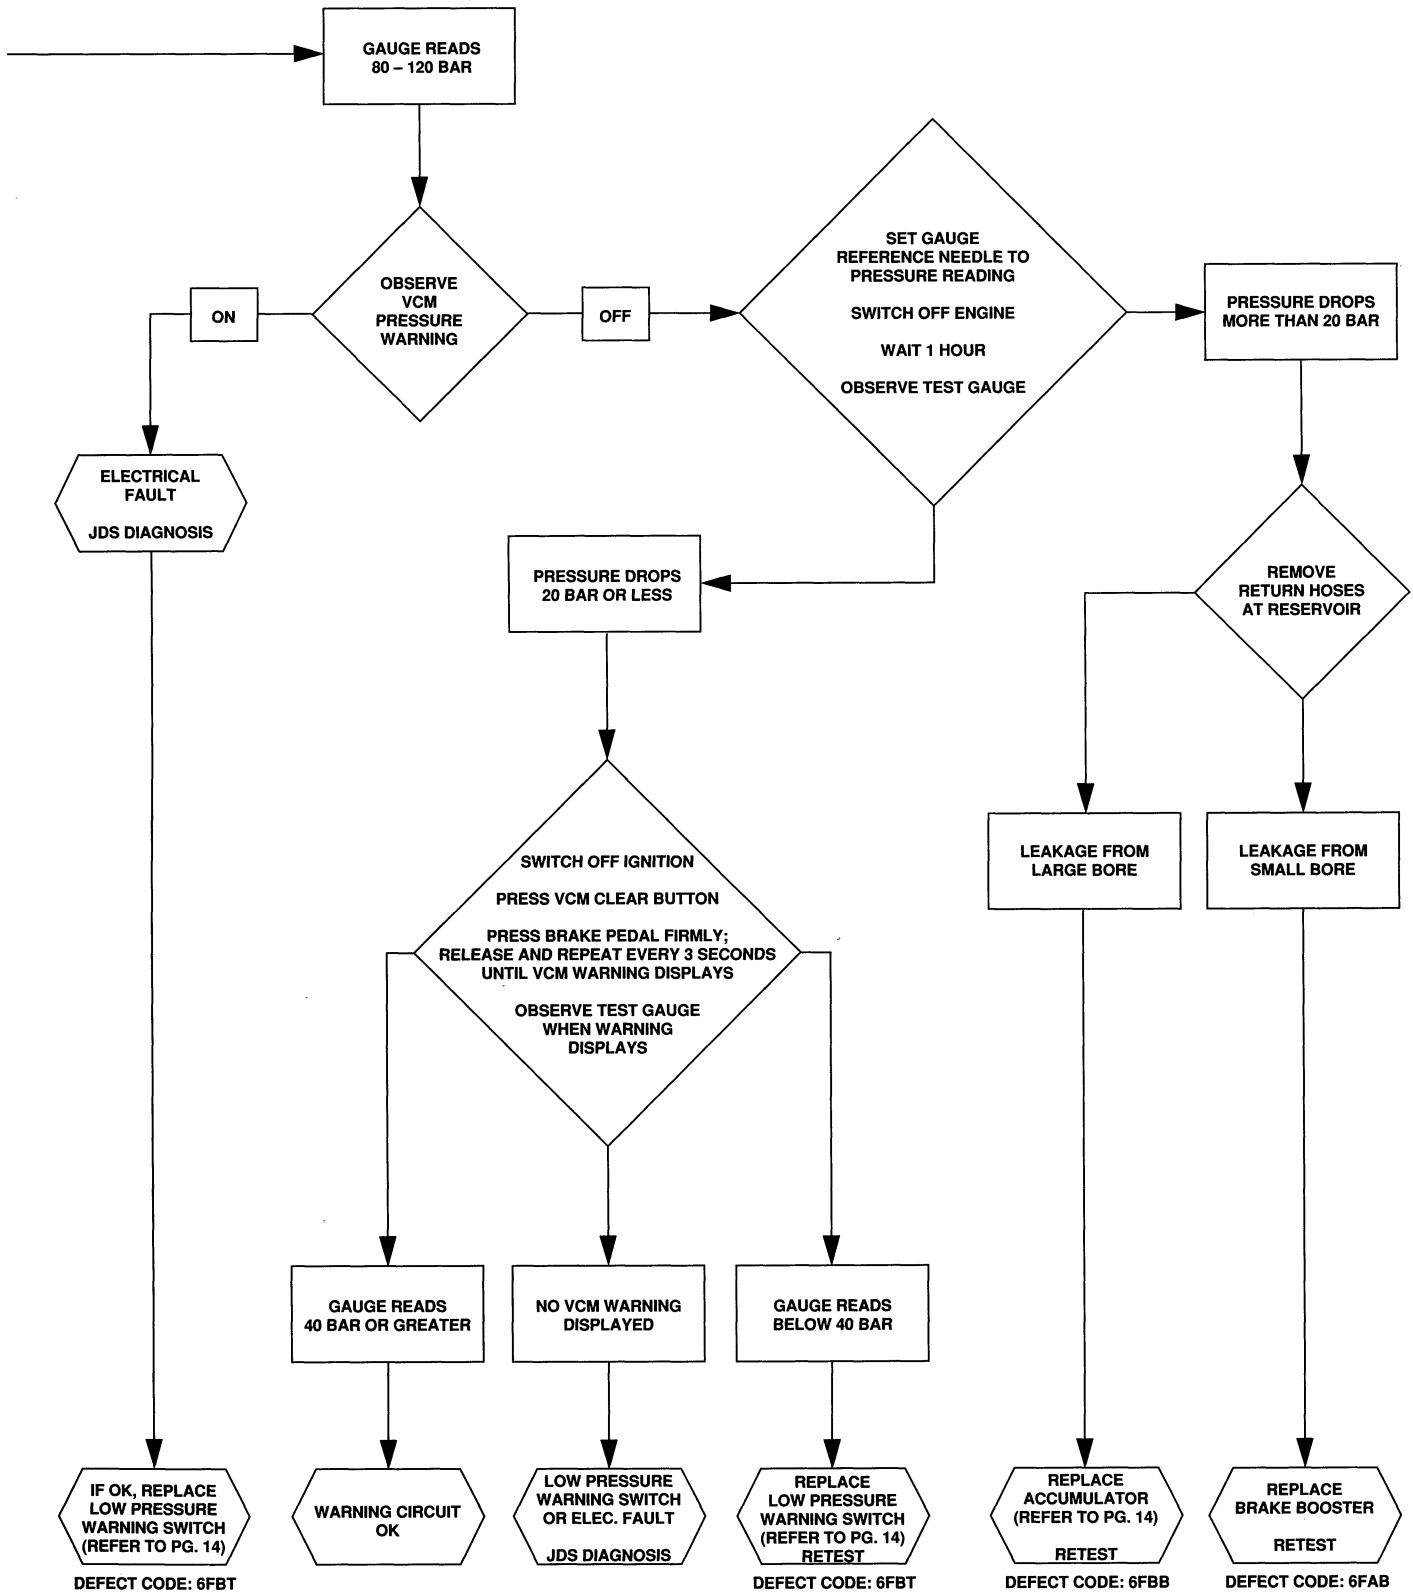 GAUGE READS
80 – 120 BAR
OBSERVE
VCM
PRESSURE
WARNING
ON
OFF
SET GAUGE
REFERENCE NEEDLE TO
PRESSURE READING
SWITCH OFF ENGINE
WAIT 1 HOUR
OBSERVE TEST GAUGE
PRESSURE DROPS
MORE THAN 20 BAR
ELECTRICAL
FAULT
JDS DIAGNOSIS
PRESSURE DROPS
20 BAR OR LESS
REMOVE
RETURN HOSES
AT RESERVOIR
SWITCH OFF IGNITION
PRESS VCM CLEAR BUTTON
PRESS BRAKE PEDAL FIRMLY;
RELEASE AND REPEAT EVERY 3 SECONDS
UNTIL VCM WARNING DISPLAYS
OBSERVE TEST GAUGE
WHEN WARNING
DISPLAYS
LEAKAGE FROM
LARGE BORE
LEAKAGE FROM
SMALL BORE
GAUGE READS
40 BAR OR GREATER
NO VCM WARNING
DISPLAYED
GAUGE READS
BELOW 40 BAR
IF OK, REPLACE
LOW PRESSURE
WARNING SWITCH
(REFER TO PG. 14)
DEFECT CODE: 6FBT
WARNING CIRCUIT
OK
LOW PRESSURE
WARNING SWITCH
OR ELEC. FAULT
JDS DIAGNOSIS
REPLACE
LOW PRESSURE
WARNING SWITCH
(REFER TO PG. 14)
RETEST
DEFECT CODE: 6FBT
REPLACE
ACCUMULATOR
(REFER TO PG. 14)
RETEST
DEFECT CODE: 6FBB
REPLACE
BRAKE BOOSTER
RETEST
DEFECT CODE: 6FAB